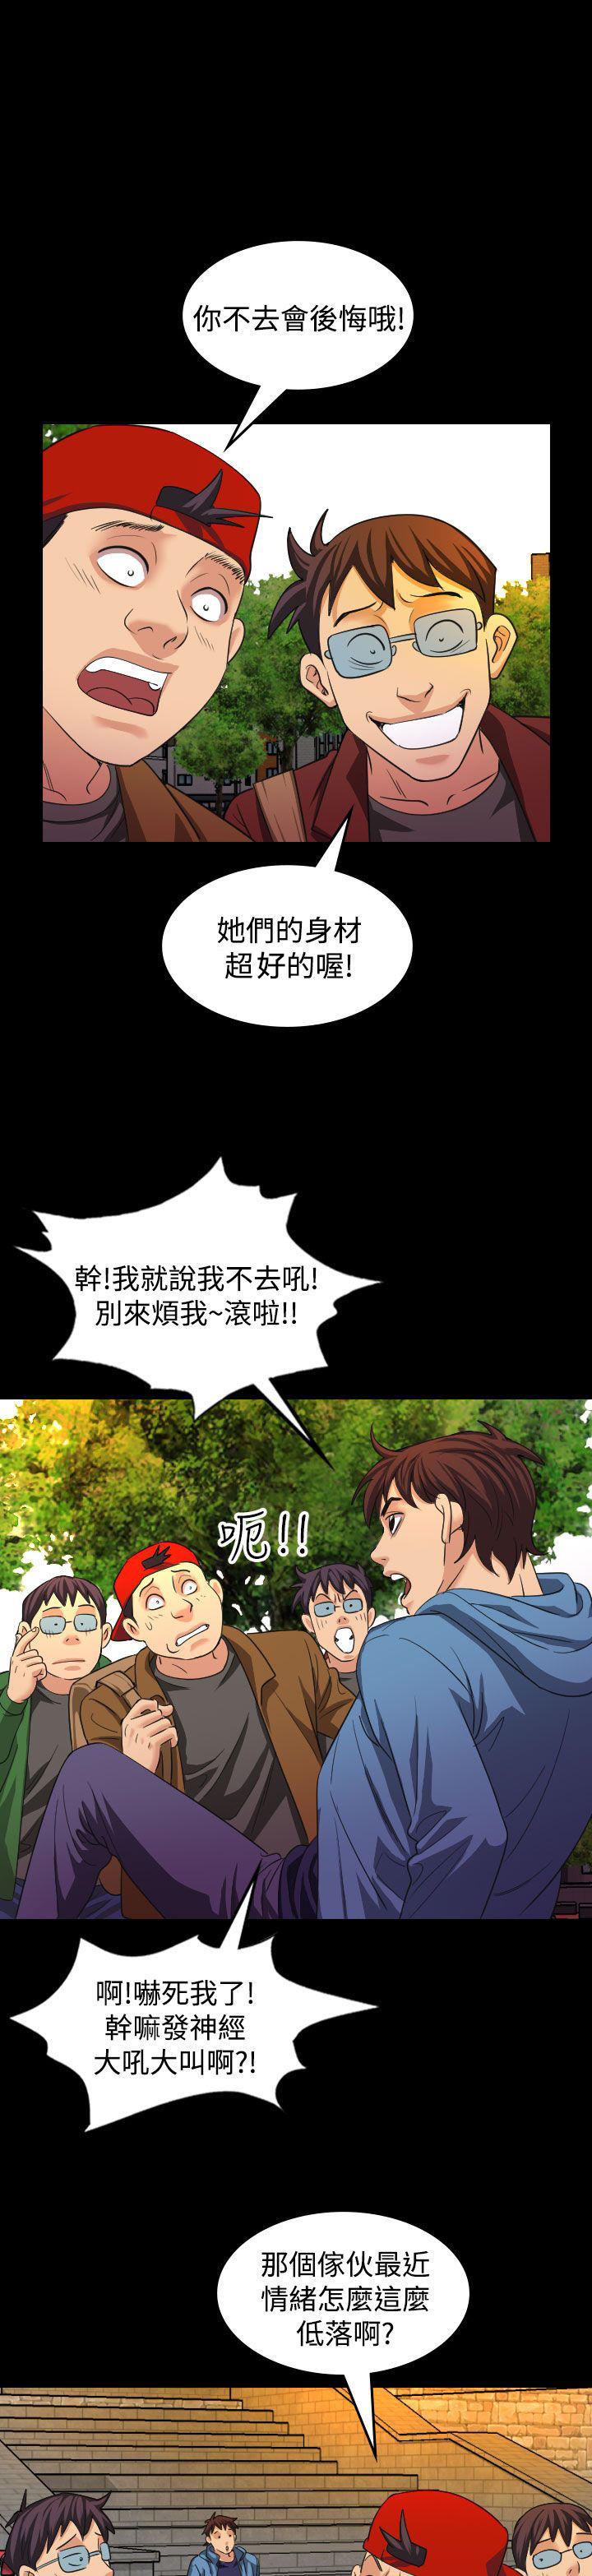 你不去會後悔哦!
她們的身材
超好的喔!
幹!我就說我不去吼!
別來煩我~滾啦!!
呃!!
啊!嚇死我了!
幹嘛發神經
大吼大叫啊?!
那個傢伙最近
情緒怎麼這麼
低落啊?